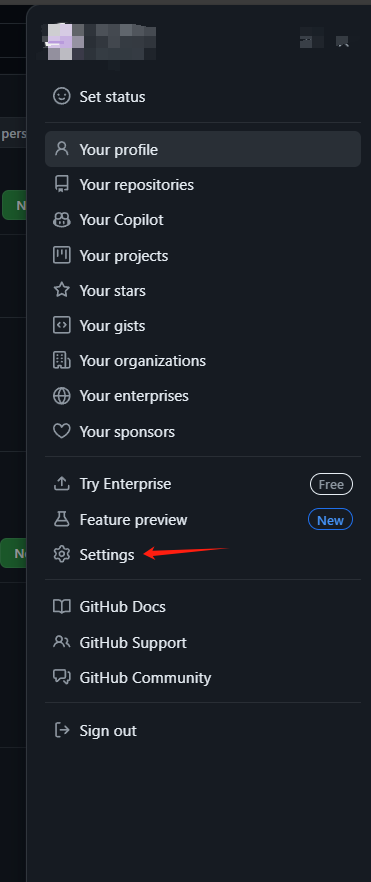 Set status
pers
Your profile
Your repositories
Your Copilot
Your projects
Your stars
Your gists
Your organizations
Your enterprises
Your sponsors
Try Enterprise
Free
Feature preview
New
Settings
GitHub Docs
GitHub Support
GitHub Community
Sign out